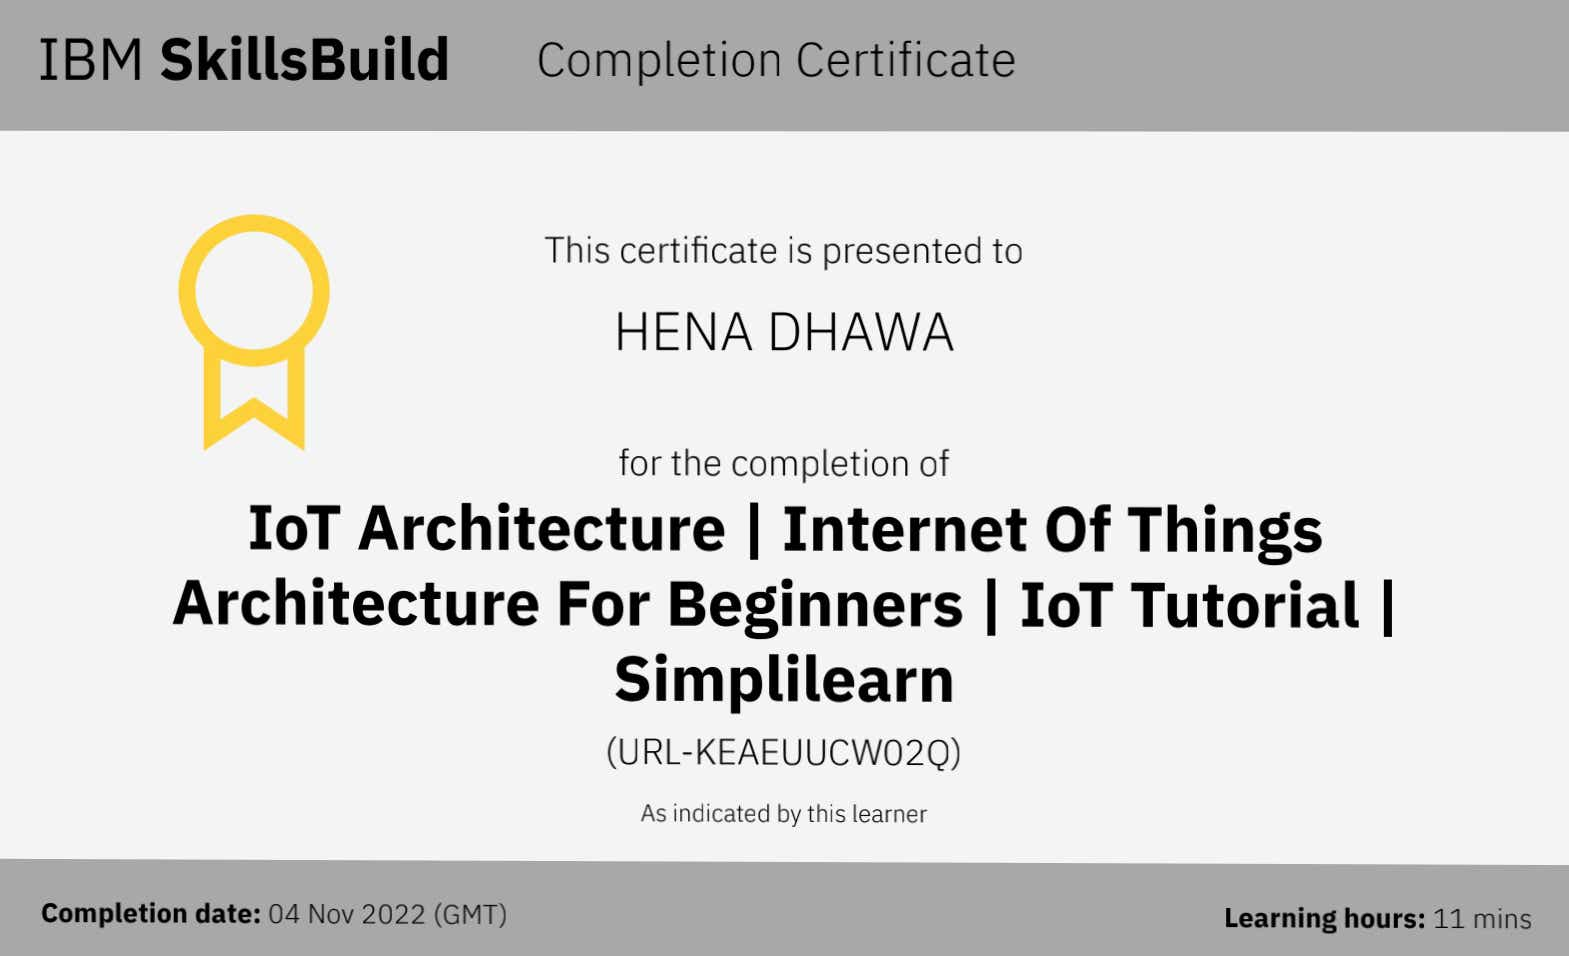 IBM SkillsBuild Completion Certificate
This certificate is presented to
HENA DHAWA
for the completion of
IoT Architecture | Internet Of Things
Architecture For Beginners | IoT Tutorial |
Simplilearn
(URL-KEAEUUCW02Q)
As indicated by this learner
Completion date: 04 Nov 2022 (GMT)
Learning hours: 11 mins